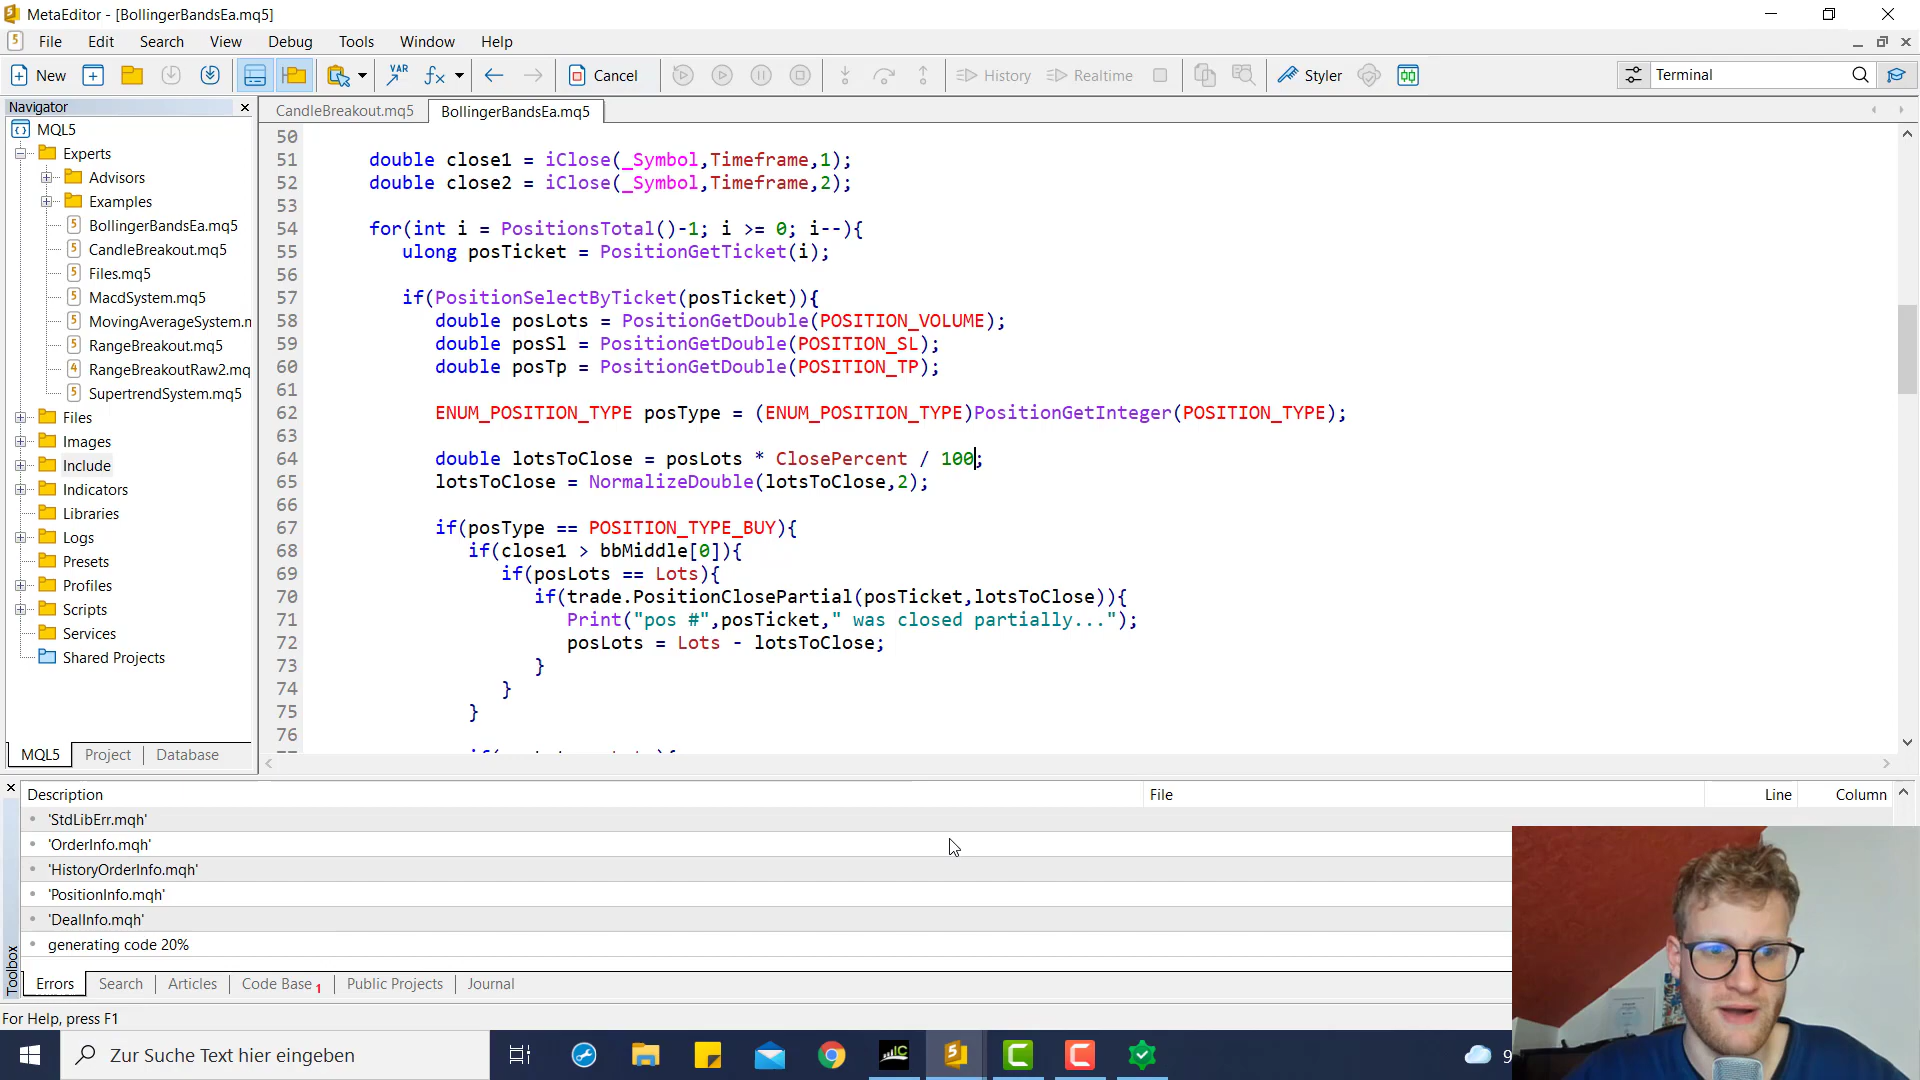 MetaEditor - [BollingerBandsEa.mq5]
File Edit Search View Debug Tools Window Help
New VAR Cancel History Realtime Styler Terminal
Navigator
MQL5
Experts
Advisors
Examples
BollingerBandsEa.mq5
CandleBreakout.mq5
Files.mq5
MacdSystem.mq5
MovingAverageSystem.m
RangeBreakout.mq5
RangeBreakoutRaw2.mq
SupertrendSystem.mq5
Files
Images
Include
Indicators
Libraries
Logs
Presets
Profiles
Scripts
Services
Shared Projects
MQL5 Project Database
CandleBreakout.mq5 BollingerBandsEa.mq5
50
51 double close1 = iClose(_Symbol,Timeframe,1);
52 double close2 = iClose(_Symbol,Timeframe,2);
53
54 for(int i = PositionsTotal()-1; i >= 0; i--){
55 ulong posTicket = PositionGetTicket(i);
56
57 if(PositionSelectByTicket(posTicket)){
58 double posLots = PositionGetDouble(POSITION_VOLUME);
59 double posSl = PositionGetDouble(POSITION_SL);
60 double posTp = PositionGetDouble(POSITION_TP);
61
62 ENUM_POSITION_TYPE posType = (ENUM_POSITION_TYPE)PositionGetInteger(POSITION_TYPE);
63
64 double lotsToClose = posLots * ClosePercent / 100;
65 lotsToClose = NormalizeDouble(lotsToClose,2);
66
67 if(posType == POSITION_TYPE_BUY){
68 if(close1 > bbMiddle[0]){
69 if(posLots == Lots){
70 if(trade.PositionClosePartial(posTicket,lotsToClose)){
71 Print("pos #",posTicket," was closed partially...");
72 posLots = Lots - lotsToClose;
73 }
74 }
75 }
76
Description File Line Column
'StdLibErr.mqh'
'OrderInfo.mqh'
'HistoryOrderInfo.mqh'
'PositionInfo.mqh'
'DealInfo.mqh'
generating code 20%
Toolbox
Errors Search Articles Code Base 1 Public Projects Journal
For Help, press F1
Zur Suche Text hier eingeben